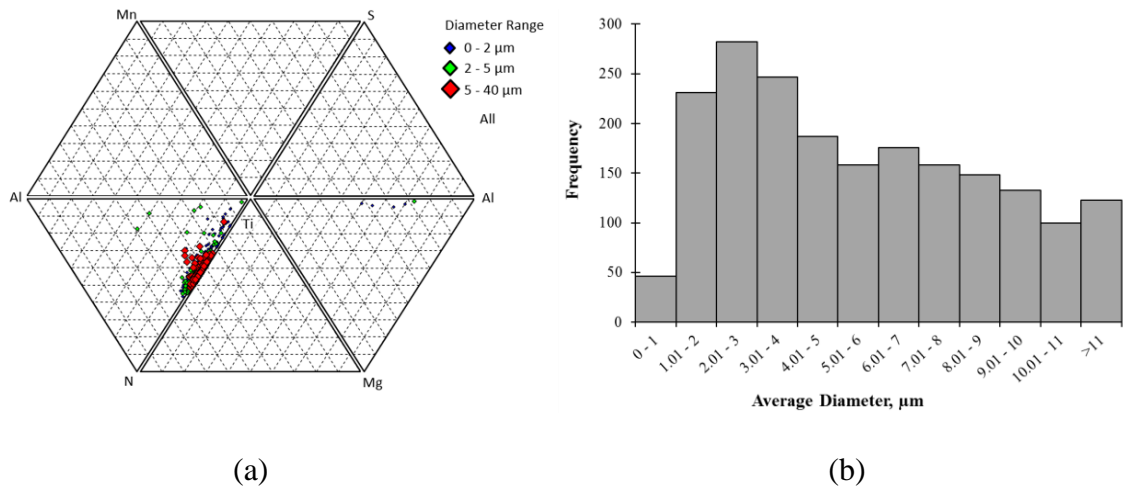 Mn
S
Al
Al
Ti
N
Mg
Diameter Range
0 - 2 µm
2 - 5 µm
5 - 40 µm
All
300
250
200
150
100
50
0
Frequency
0 - 1
1.01 - 2
2.01 - 3
3.01 - 4
4.01 - 5
5.01 - 6
6.01 - 7
7.01 - 8
8.01 - 9
9.01 - 10
10.01 - 11
>11
Average Diameter, µm
(a)
(b)